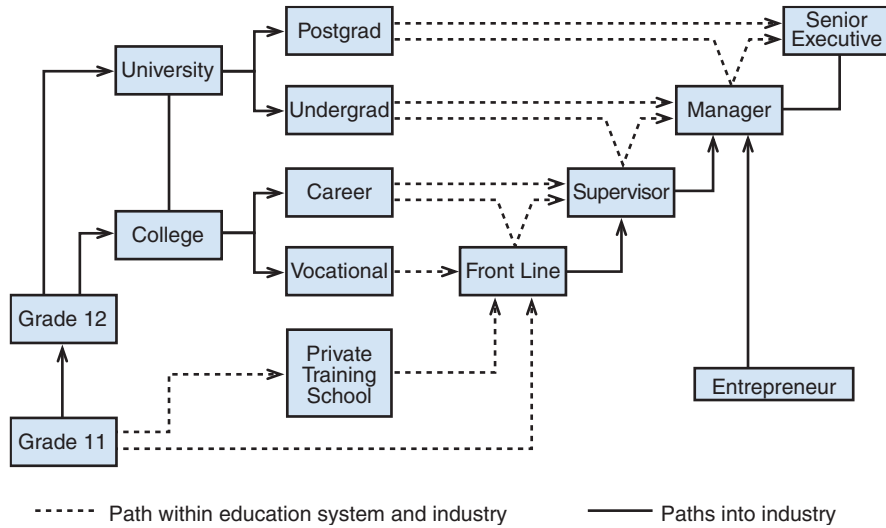 Postgrad
Senior
Executive
University
Undergrad
Manager
Career
Supervisor
College
Vocational
Front Line
Grade 12
Private
Training
School
Entrepreneur
Grade 11
Path within education system and industry
Paths into industry